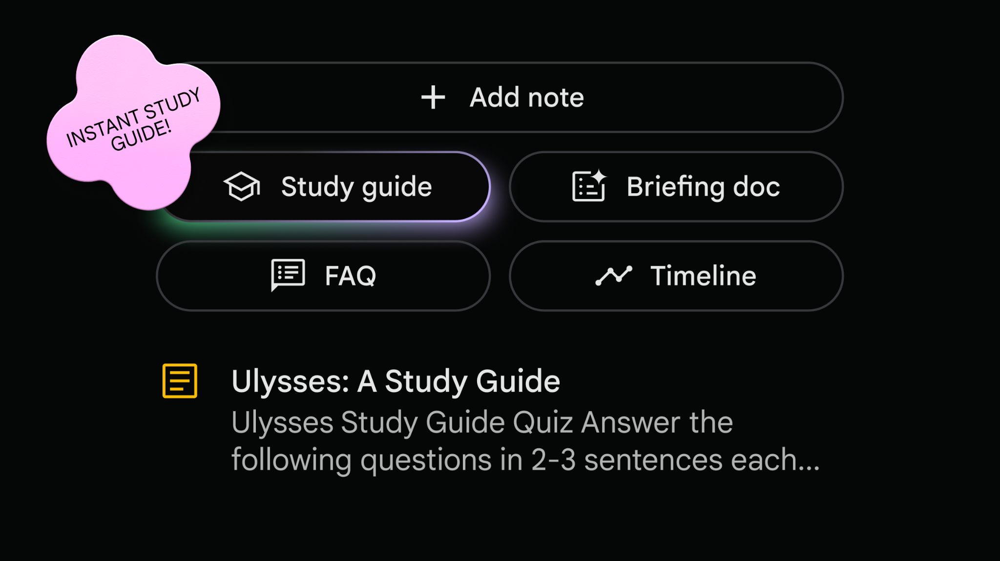 INSTANT STUDY
GUIDE!
Add note
Study guide
Briefing doc
FAQ
Timeline
Ulysses: A Study Guide
Ulysses Study Guide Quiz Answer the
following questions in 2-3 sentences each...